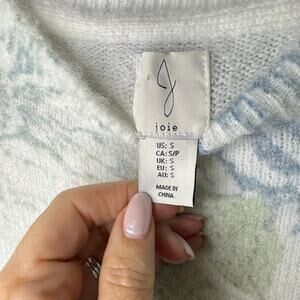 joie
US: S
CA: S/P
UK: S
EU: S
AU: S
MADE IN
CHINA